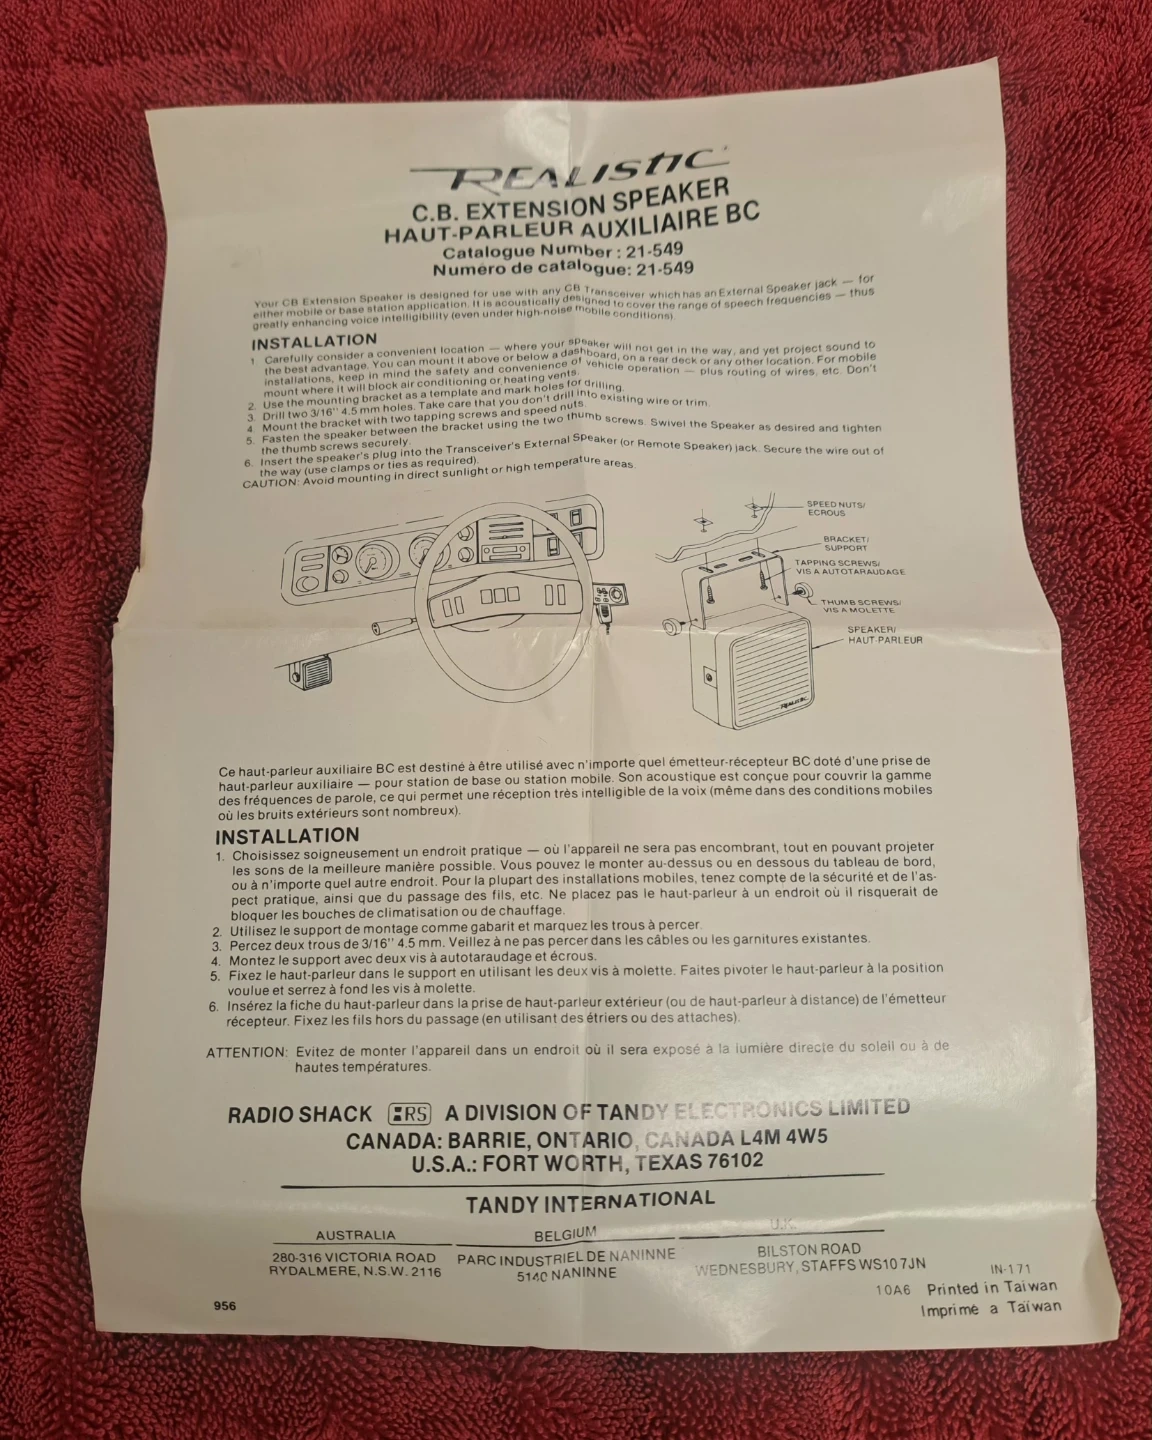 REALISTIC
C.B. EXTENSION SPEAKER
HAUT-PARLEUR AUXILIAIRE BC
Catalogue Number: 21-549
Numéro de catalogue: 21-549
Your CB Extension Speaker is designed for use with any CB Transceiver which has an External Speaker jack — for
either mobile or base station application. It is acoustically designed to cover the range of speech frequencies — thus
greatly enhancing voice intelligibility (even under high-noise mobile conditions).
INSTALLATION
1. Carefully consider a convenient location — where your speaker will not get in the way, and yet project sound to
the best advantage. You can mount it above or below a dashboard, on a rear deck or any other location. For mobile
installations, keep in mind the safety and convenience of vehicle operation — plus routing of wires, etc. Don't
mount where it will block air conditioning or heating vents.
2. Use the mounting bracket as a template and mark holes for drilling.
3. Drill two 3/16'' 4.5 mm holes. Take care that you don't drill into existing wire or trim.
4. Mount the bracket with two tapping screws and speed nuts.
5. Fasten the speaker between the bracket using the two thumb screws. Swivel the Speaker as desired and tighten
the thumb screws securely.
6. Insert the speaker's plug into the Transceiver's External Speaker (or Remote Speaker) jack. Secure the wire out of
the way (use clamps or ties as required).
CAUTION: Avoid mounting in direct sunlight or high temperature areas.
SPEED NUTS/
ECROUS
BRACKET/
SUPPORT
TAPPING SCREWS/
VIS A AUTOTARAUDAGE
THUMB SCREWS/
VIS A MOLETTE
SPEAKER/
HAUT-PARLEUR
REALISTIC
Ce haut-parleur auxiliaire BC est destiné à être utilisé avec n'importe quel émetteur-récepteur BC doté d'une prise de
haut-parleur auxiliaire — pour station de base ou station mobile. Son acoustique est conçue pour couvrir la gamme
des fréquences de parole, ce qui permet une réception très intelligible de la voix (même dans des conditions mobiles
où les bruits extérieurs sont nombreux).
INSTALLATION
1. Choisissez soigneusement un endroit pratique — où l'appareil ne sera pas encombrant, tout en pouvant projeter
les sons de la meilleure manière possible. Vous pouvez le monter au-dessus ou en dessous du tableau de bord,
ou à n'importe quel autre endroit. Pour la plupart des installations mobiles, tenez compte de la sécurité et de l'as-
pect pratique, ainsi que du passage des fils, etc. Ne placez pas le haut-parleur à un endroit où il risquerait de
bloquer les bouches de climatisation ou de chauffage.
2. Utilisez le support de montage comme gabarit et marquez les trous à percer.
3. Percez deux trous de 3/16'' 4.5 mm. Veillez à ne pas percer dans les câbles ou les garnitures existantes.
4. Montez le support avec deux vis à autotaraudage et écrous.
5. Fixez le haut-parleur dans le support en utilisant les deux vis à molette. Faites pivoter le haut-parleur à la position
voulue et serrez à fond les vis à molette.
6. Insérez la fiche du haut-parleur dans la prise de haut-parleur extérieur (ou de haut-parleur à distance) de l'émetteur
récepteur. Fixez les fils hors du passage (en utilisant des étriers ou des attaches).
ATTENTION: Evitez de monter l'appareil dans un endroit où il sera exposé à la lumière directe du soleil ou à de
hautes températures.
RADIO SHACK RS A DIVISION OF TANDY ELECTRONICS LIMITED
CANADA: BARRIE, ONTARIO, CANADA L4M 4W5
U.S.A.: FORT WORTH, TEXAS 76102
TANDY INTERNATIONAL
AUSTRALIA BELGIUM U.K.
280-316 VICTORIA ROAD PARC INDUSTRIEL DE NANINNE BILSTON ROAD
RYDALMERE, N.S.W. 2116 5140 NANINNE WEDNESBURY, STAFFS WS10 7JN
IN-171
10A6 Printed in Taiwan
956 Imprimé a Taïwan